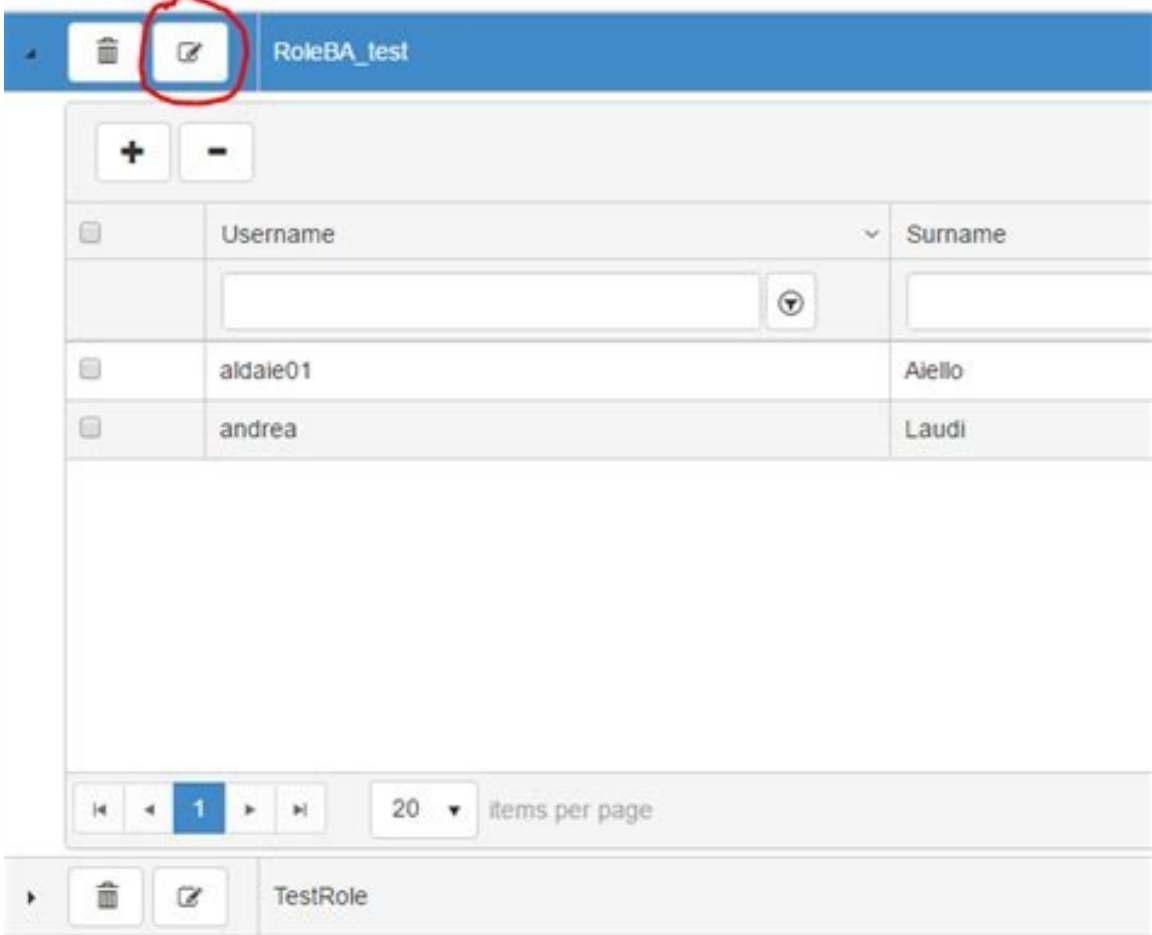 RoleBA_test
Username Surname
aldaie01 Aiello
andrea Laudi
1 20 items per page
TestRole